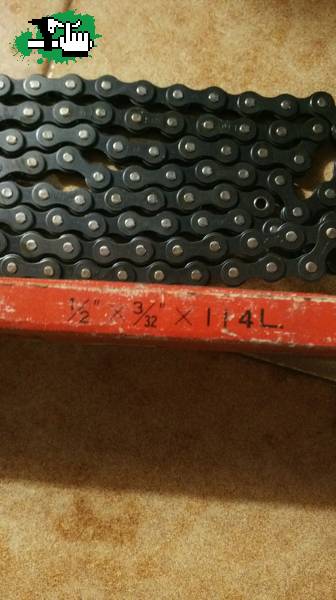 1/2" X 3/32" X 114L.